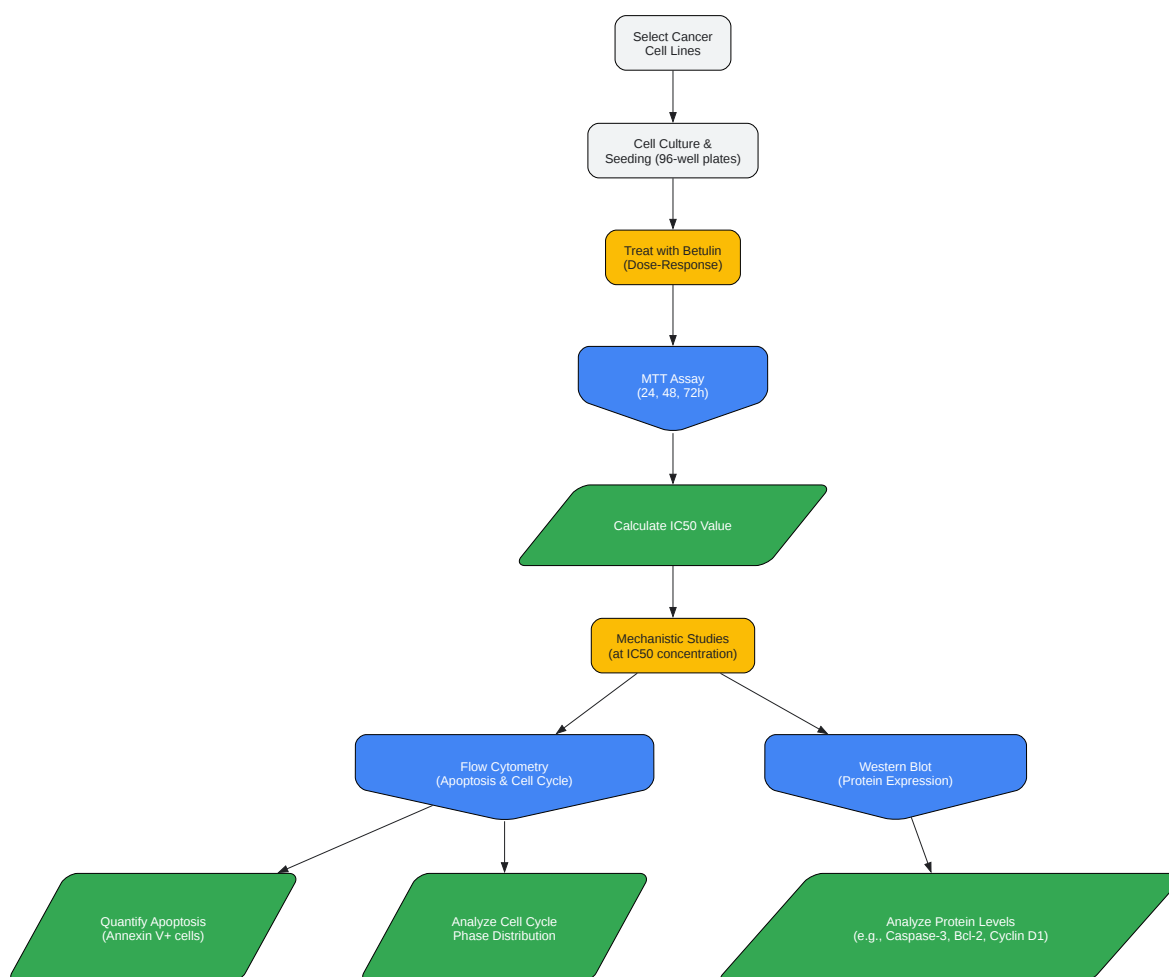 Select Cancer
Cell Lines
Cell Culture &
Seeding (96-well plates)
Treat with Betulin
(Dose-Response)
MTT Assay
(24, 48, 72h)
Calculate IC50 Value
Mechanistic Studies
(at IC50 concentration)
Flow Cytometry
(Apoptosis & Cell Cycle)
Western Blot
(Protein Expression)
Quantify Apoptosis
(Annexin V+ cells)
Analyze Cell Cycle
Phase Distribution
Analyze Protein Levels
(e.g., Caspase-3, Bcl-2, Cyclin D1)